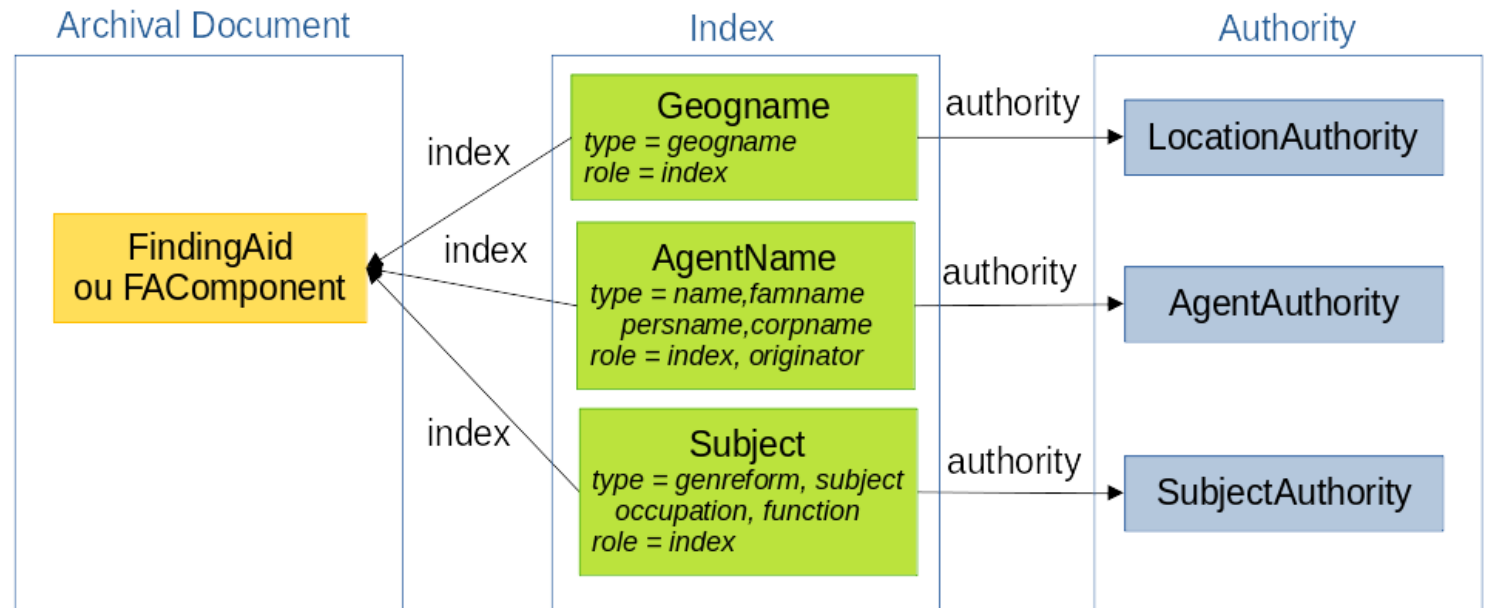 Archival Document
Index
Authority
FindingAid
ou FAComponent
index
index
index
Geogname
type = geogname
role = index
AgentName
type = name,famname
persname,corpname
role = index, originator
Subject
type = genreform, subject
occupation, function
role = index
authority
authority
authority
LocationAuthority
AgentAuthority
SubjectAuthority